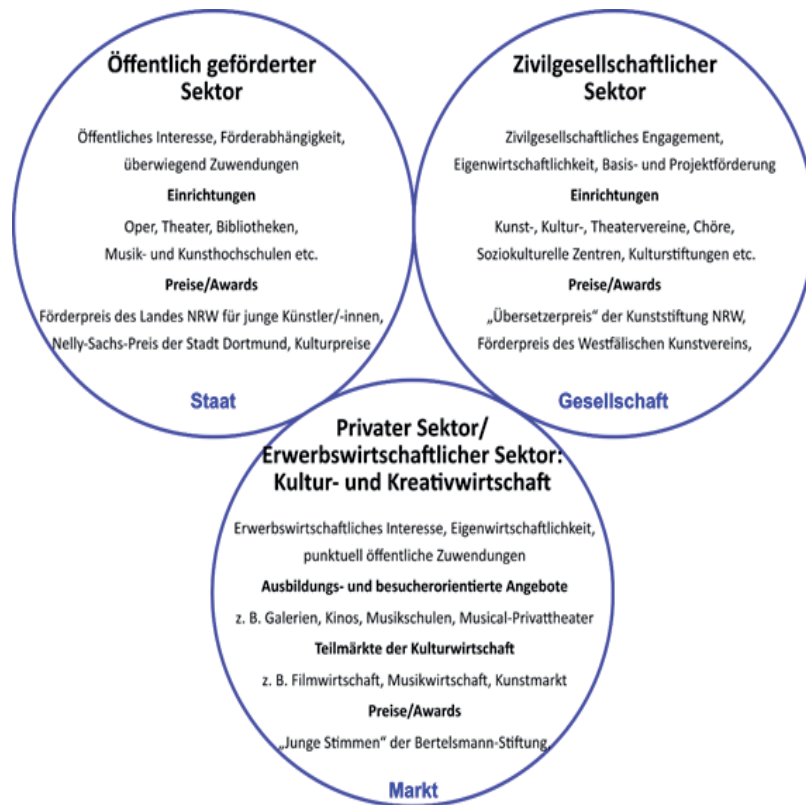 Öffentlich geförderter
Sektor
Öffentliches Interesse, Förderabhängigkeit,
überwiegend Zuwendungen
Einrichtungen
Oper, Theater, Bibliotheken,
Musik- und Kunsthochschulen etc.
Preise/Awards
Förderpreis des Landes NRW für junge Künstler/-innen,
Nelly-Sachs-Preis der Stadt Dortmund, Kulturpreise
Staat
Zivilgesellschaftlicher
Sektor
Zivilgesellschaftliches Engagement,
Eigenwirtschaftlichkeit, Basis- und Projektförderung
Einrichtungen
Kunst-, Kultur-, Theatervereine, Chöre,
Soziokulturelle Zentren, Kulturstiftungen etc.
Preise/Awards
„Übersetzerpreis“ der Kunststiftung NRW,
Förderpreis des Westfälischen Kunstvereins,
Gesellschaft
Privater Sektor/
Erwerbswirtschaftlicher Sektor:
Kultur- und Kreativwirtschaft
Erwerbswirtschaftliches Interesse, Eigenwirtschaftlichkeit,
punktuell öffentliche Zuwendungen
Ausbildungs- und besucherorientierte Angebote
z. B. Galerien, Kinos, Musikschulen, Musical-Privattheater
Teilmärkte der Kulturwirtschaft
z. B. Filmwirtschaft, Musikwirtschaft, Kunstmarkt
Preise/Awards
„Junge Stimmen“ der Bertelsmann-Stiftung,
Markt